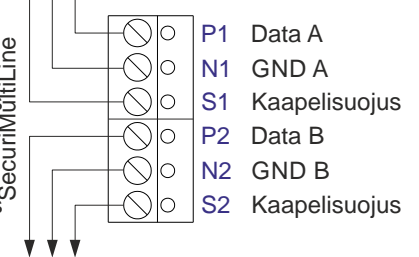 SecuriMultiLine
P1 Data A
N1 GND A
S1 Kaapelisuojus
P2 Data B
N2 GND B
S2 Kaapelisuojus